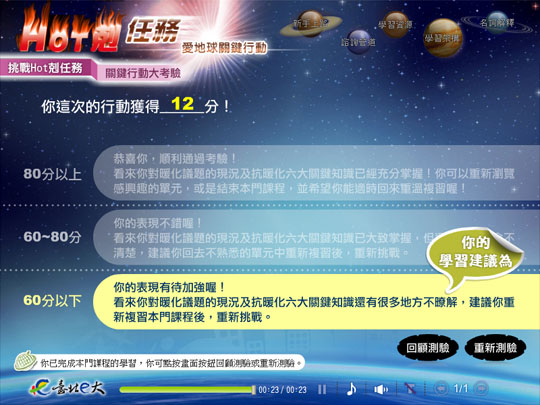 Hot剋 任務
愛地球關鍵行動
學習資源
學習架構
名詞解釋
挑戰Hot剋任務
關鍵行動大考驗
你這次的行動獲得 12 分！
80分以上
恭喜你，順利通過考驗！
看來你對暖化議題的現況及抗暖化六大關鍵知識已經充分掌握！你可以重新瀏覽
感興趣的單元，或是結束本門課程，並希望你能適時回來重溫複習喔！
60~80分
你的表現不錯喔！
看來你對暖化議題的現況及抗暖化六大關鍵知識已大致掌握，但
清楚，建議你回去不熟悉的單元中重新複習後，重新挑戰。
你的
學習建議為
60分以下
你的表現有待加強喔！
看來你對暖化議題的現況及抗暖化六大關鍵知識還有很多地方不瞭解，建議你重
新複習本門課程後，重新挑戰。
回顧測驗
重新測驗
你已完成本門課程的學習，你可點按畫面按鈕回顧測驗或重新測驗。
臺北e大
00:23 / 00:23
1/1